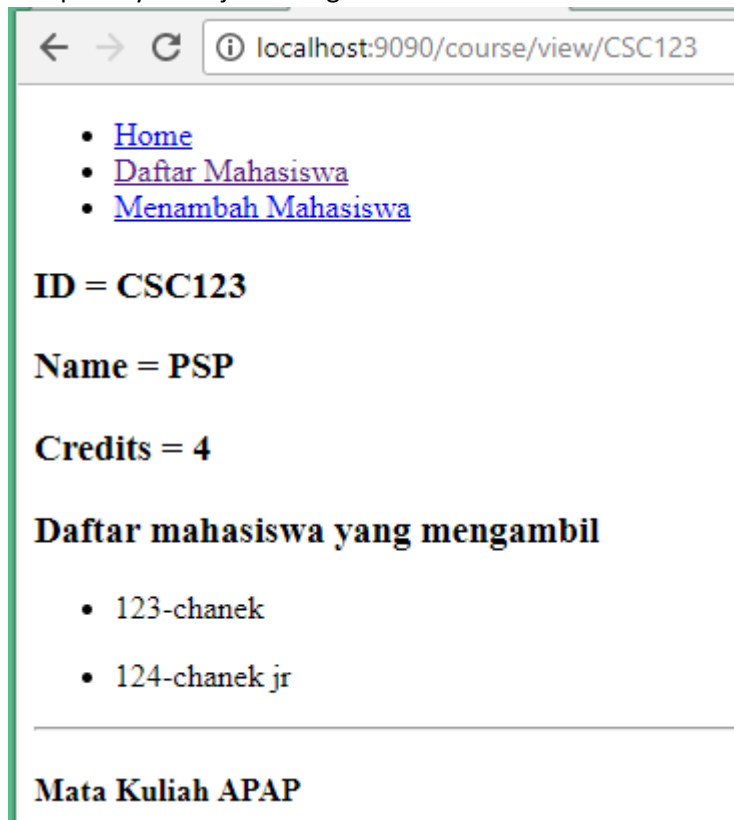 localhost:9090/course/view/CSC123
Home
Daftar Mahasiswa
Menambah Mahasiswa
ID = CSC123
Name = PSP
Credits = 4
Daftar mahasiswa yang mengambil
123-chanek
124-chanek jr
Mata Kuliah APAP